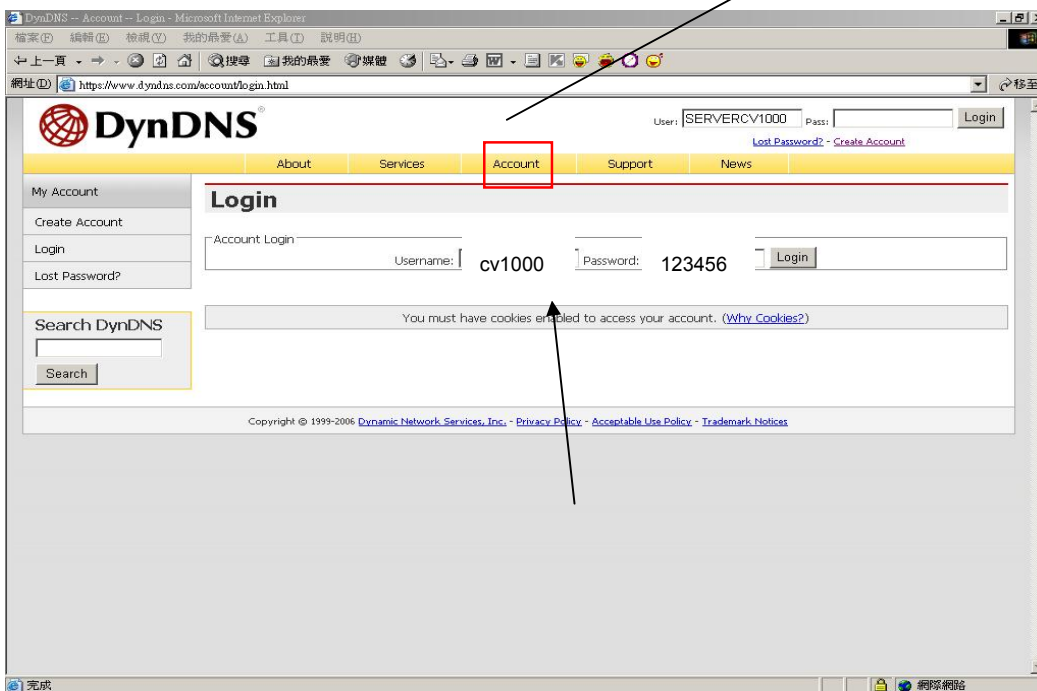 DynDNS -- Account -- Login - Microsoft Internet Explorer
檔案(F) 編輯(E) 檢視(V) 我的最愛(A) 工具(T) 說明(H)
上一頁 搜尋 我的最愛 媒體
網址(D) https://www.dyndns.com/account/login.html 移至
DynDNS®
User: SERVERCV1000 Pass: Login
Lost Password? - Create Account
About Services Account Support News
My Account
Create Account
Login
Lost Password?
Search DynDNS
Search
Login
Account Login
Username: cv1000 Password: 123456 Login
You must have cookies enabled to access your account. (Why Cookies?)
Copyright © 1999-2006 Dynamic Network Services, Inc. - Privacy Policy - Acceptable Use Policy - Trademark Notices
完成 網際網路